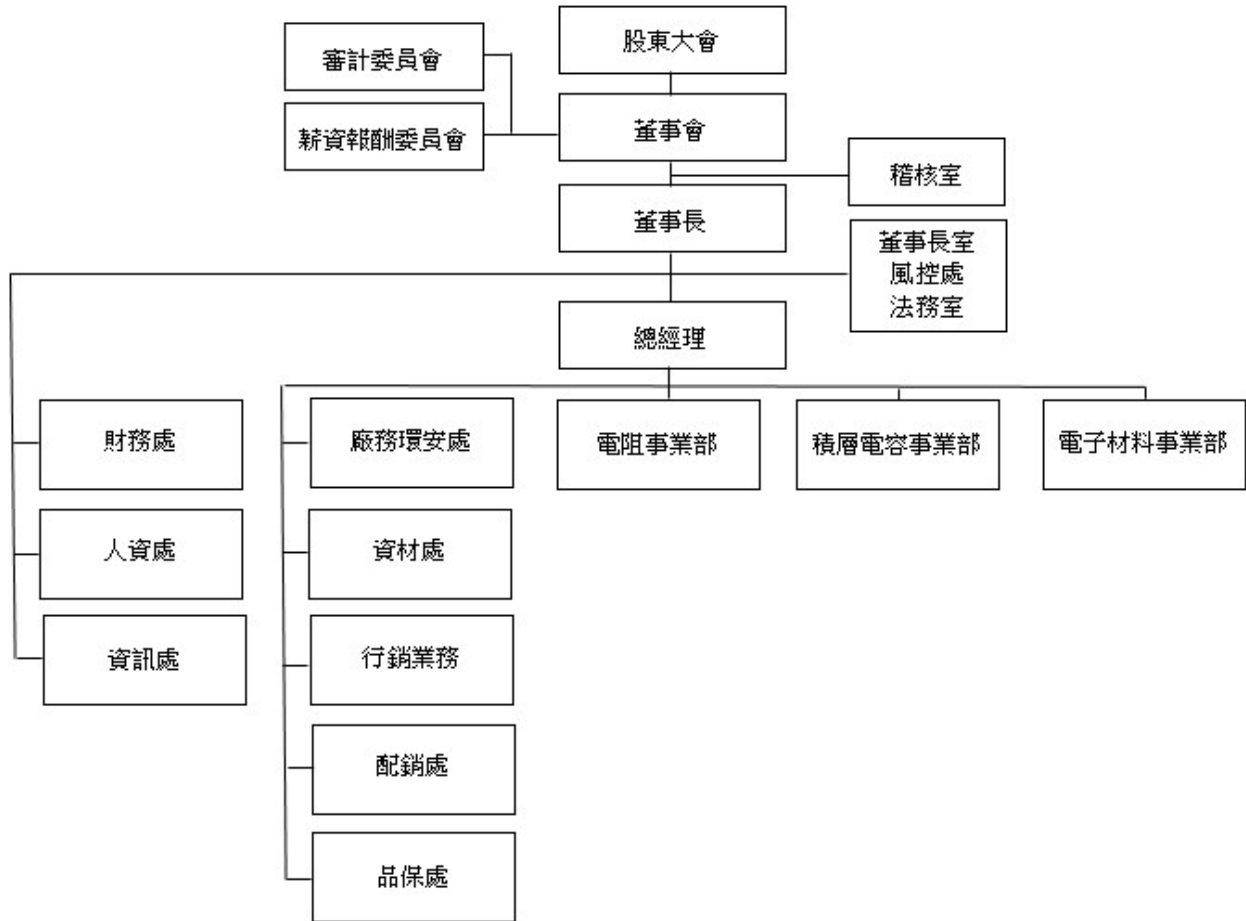 股東大會
審計委員會
董事會
薪資報酬委員會
稽核室
董事長
董事長室
風控處
法務室
總經理
財務處
廠務環安處
電阻事業部
積層電容事業部
電子材料事業部
人資處
資材處
資訊處
行銷業務
配銷處
品保處